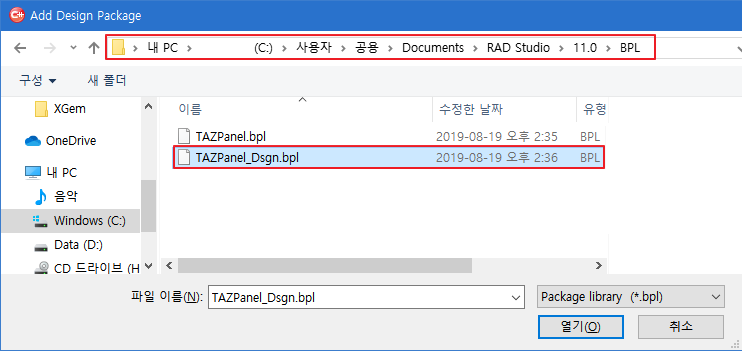 Add Design Package
내 PC (C:) 사용자 공용 Documents RAD Studio 11.0 BPL
구성 새 폴더
이름 수정한 날짜 유형
XGem
OneDrive
내 PC
음악
Windows (C:)
Data (D:)
CD 드라이브 (H
TAZPanel.bpl 2019-08-19 오후 2:35 BPL
TAZPanel_Dsgn.bpl 2019-08-19 오후 2:36 BPL
파일 이름(N): TAZPanel_Dsgn.bpl Package library (*.bpl)
열기(O) 취소